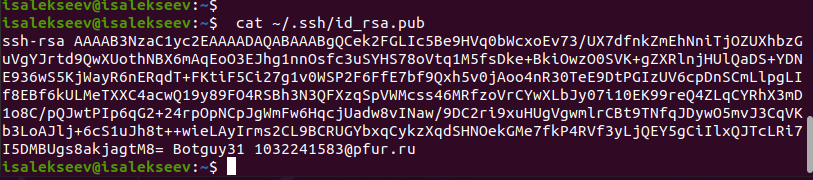 isalekseev@isalekseev:~$
isalekseev@isalekseev:~$  cat ~/.ssh/id_rsa.pub
ssh-rsa AAAAB3NzaC1yc2EAAAADAQABAAABgQCek2FGLIc5Be9HVq0bWcxoEv73/UX7dfnkZmEhNniTjOZUXhbzG
uVgYJrtd9QwXUothNBX6mAqEoO3EJhg1nnOsfc3uSYHS78oVtq1M5fsDke+BkiOwzO0SVK+gZXRlnjHUlQaDS+YDN
E936wS5KjWayR6nERqdT+FKtiF5Ci27g1v0WSP2F6FfE7bf9Qxh5v0jAoo4nR30TeE9DtPGIzUV6cpDnSCmLlpgLI
f8EBf6kULMeTXXC4acwQ19y89FO4RSBh3N3QFXzqSpVWMcss46MRfzoVrCYwXLbJy07i10EK99reQ4ZLqCYRhX3mD
1o8C/pQJwtPIp6qG2+24rpOpNCpJgWmFw6HqcjUadw8vINaw/9DC2ri9xuHUgVgwmlrCBt9TNfqJDywO5mvJ3CqVK
b3LoAJlj+6cS1uJh8t++wieLAyIrms2CL9BCRUGYbxqCykzXqdSHNOekGMe7fkP4RVf3yLjQEY5gCiIlxQJTcLRi7
I5DMBUgs8akjagtM8= Botguy31 1032241583@pfur.ru
isalekseev@isalekseev:~$